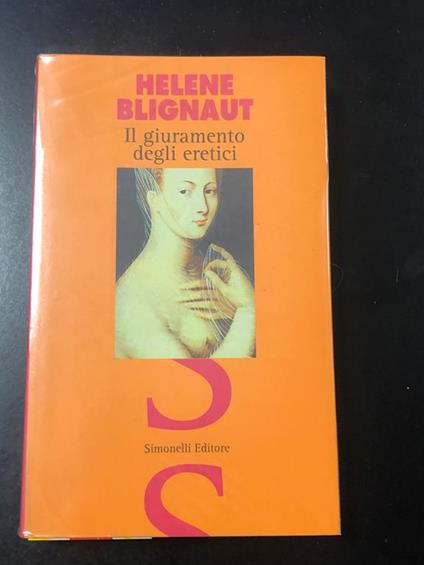 HELENE
BLIGNAUT
Il giuramento
degli eretici
S
Simonelli Editore
S